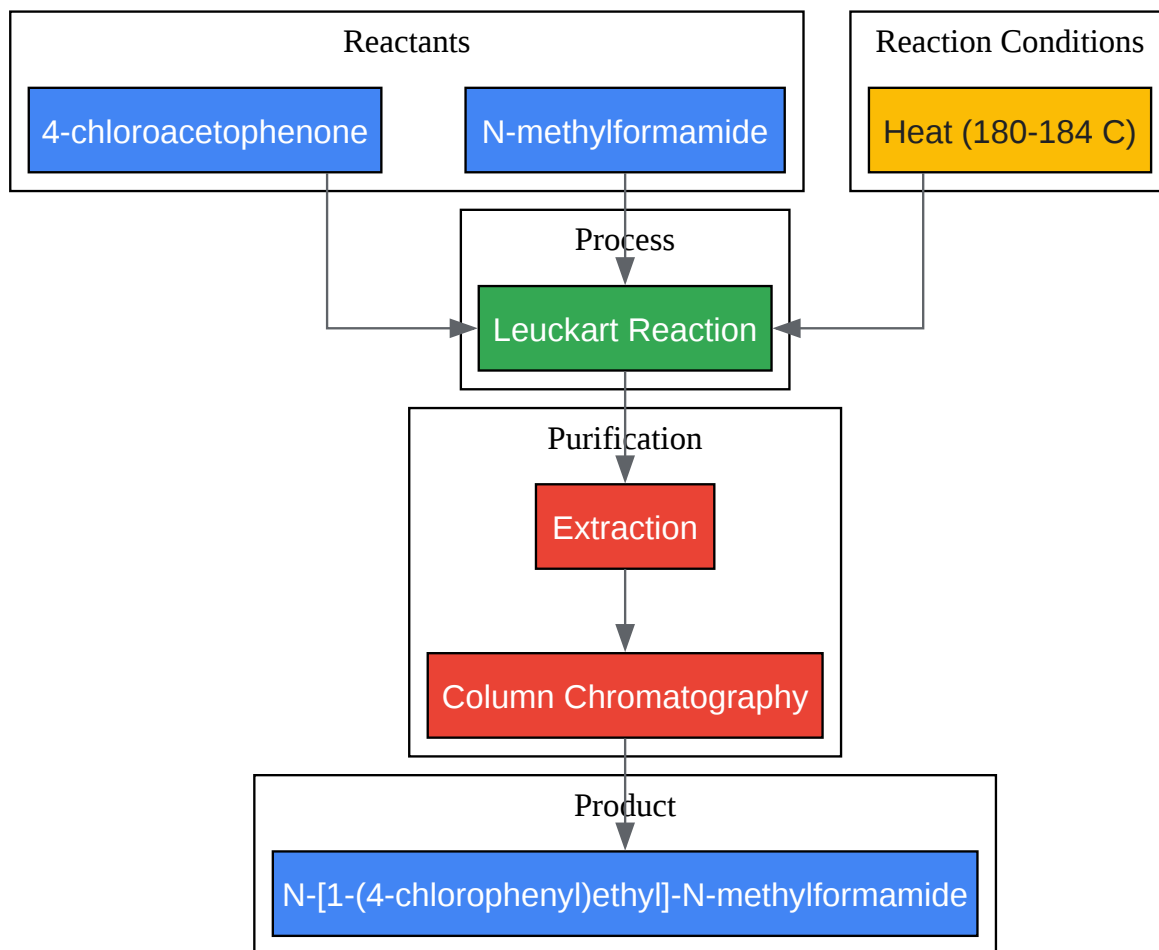 Reactants
Reaction Conditions
4-chloroacetophenone
N-methylformamide
Heat (180-184 C)
Process
Leuckart Reaction
Purification
Extraction
Column Chromatography
Product
N-[1-(4-chlorophenyl)ethyl]-N-methylformamide